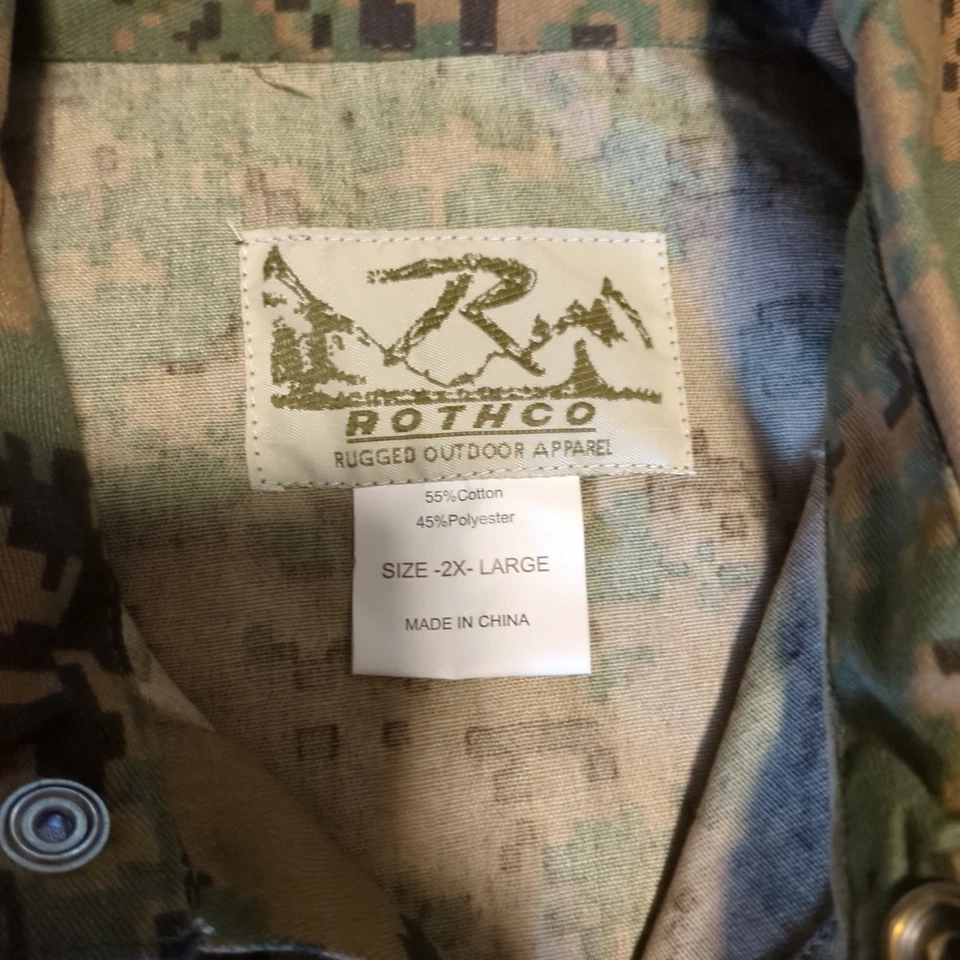 R
ROTHCO
RUGGED OUTDOOR APPAREL
55%Cotton
45%Polyester
SIZE -2X- LARGE
MADE IN CHINA